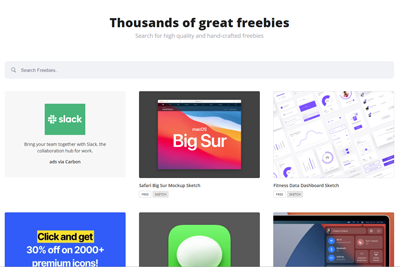 Thousands of great freebies
Search for high quality and hand-crafted freebies
Search Freebies...
slack
Bring your team together with Slack, the
collaboration hub for work.
ads via Carbon
macOS
Big Sur
Safari Big Sur Mockup Sketch
FREE SKETCH
Fitness Data Dashboard Sketch
FREE SKETCH
Click and get
30% off on 2000+
premium icons!